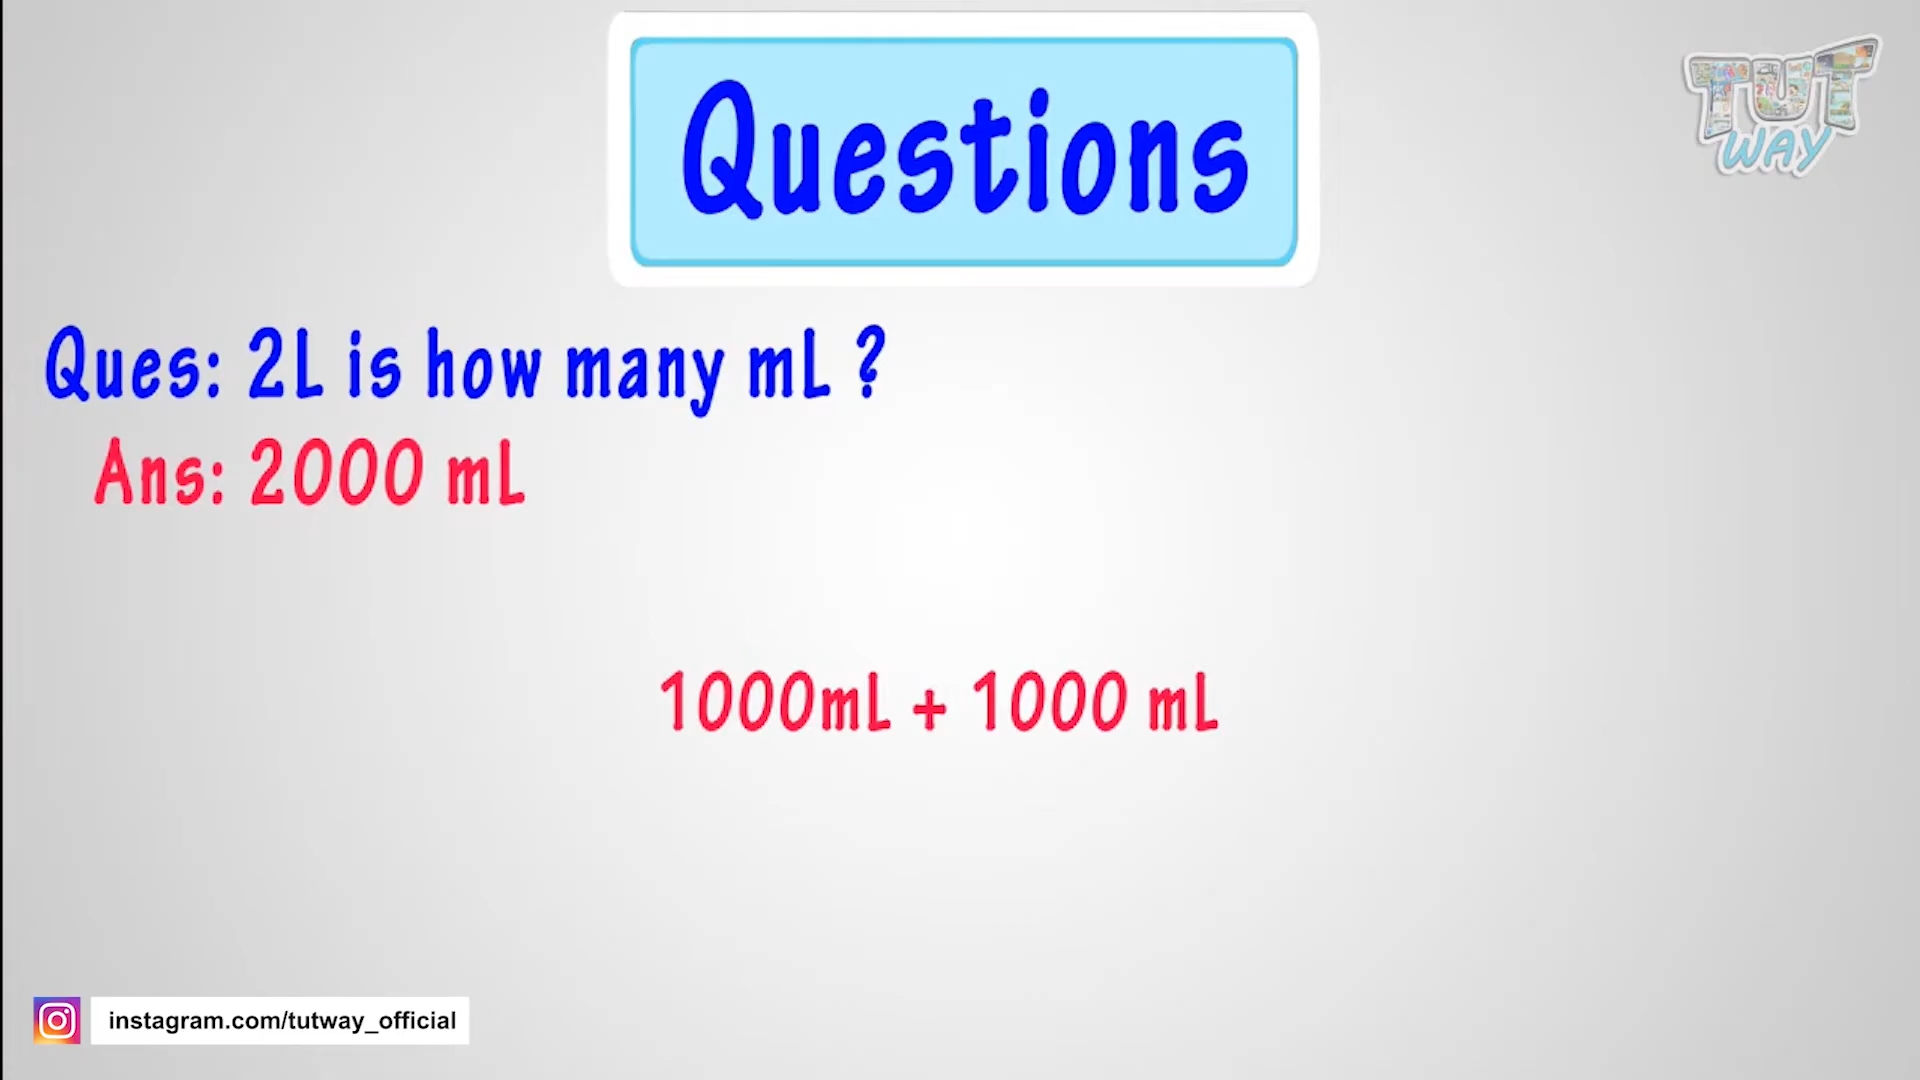 Questions
TUT
WAY
Ques: 2L is how many mL ?
Ans: 2000 mL
1000mL + 1000 mL
instagram.com/tutway_official